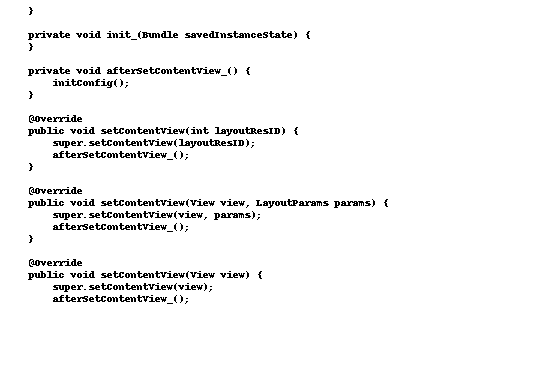 }
private void init_(Bundle savedInstanceState) {
}
private void afterSetContentView_() {
initConfig();
}
@Override
public void setContentView(int layoutResID) {
super.setContentView(layoutResID);
afterSetContentView_();
}
@Override
public void setContentView(View view, LayoutParams params) {
super.setContentView(view, params);
afterSetContentView_();
}
@Override
public void setContentView(View view) {
super.setContentView(view);
afterSetContentView_();